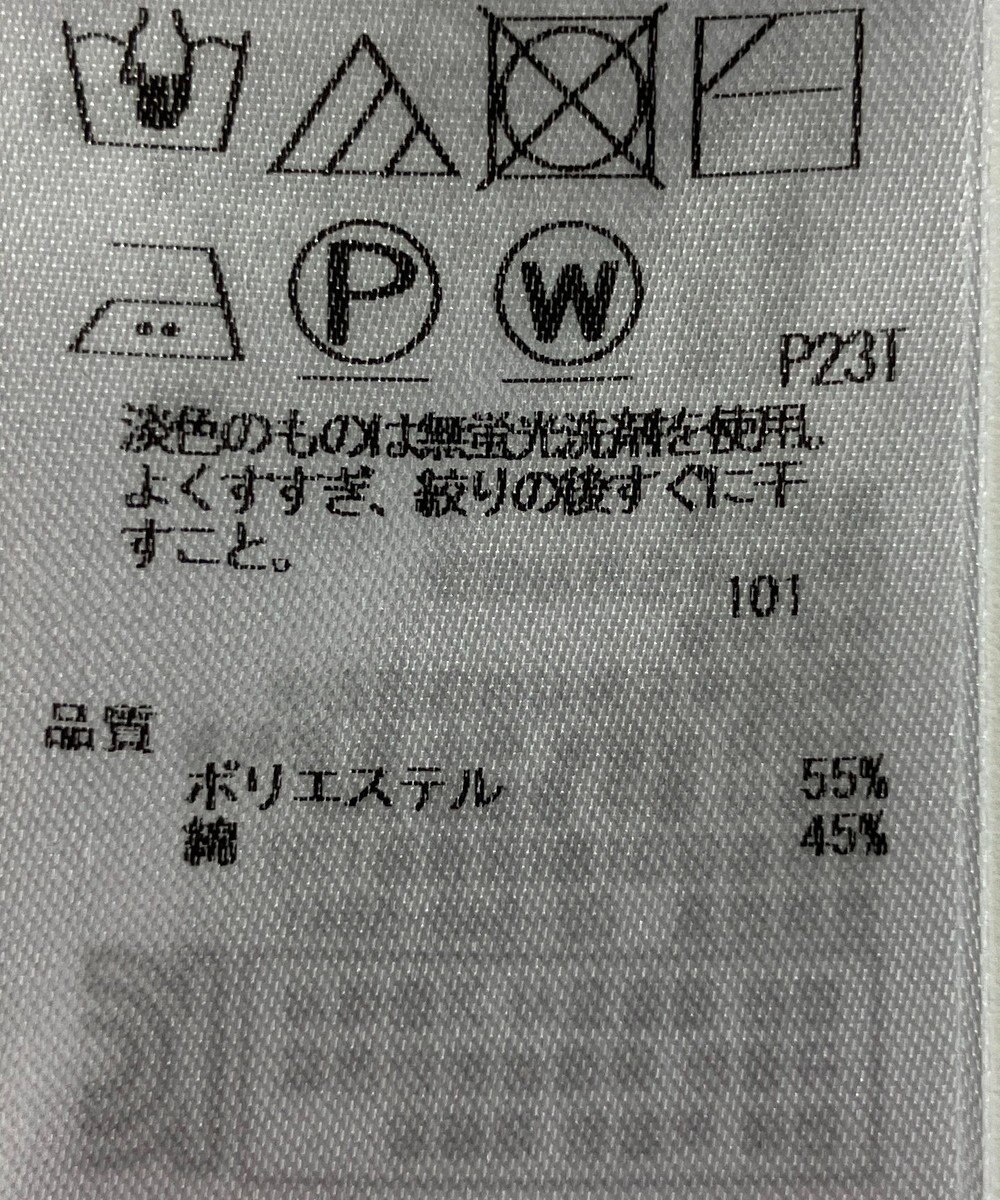 P W
P23T
淡色のものは無蛍光洗剤を使用。
よくすすぎ、絞りの後すぐに干
すこと。
101
品質
ポリエステル 55%
綿 45%